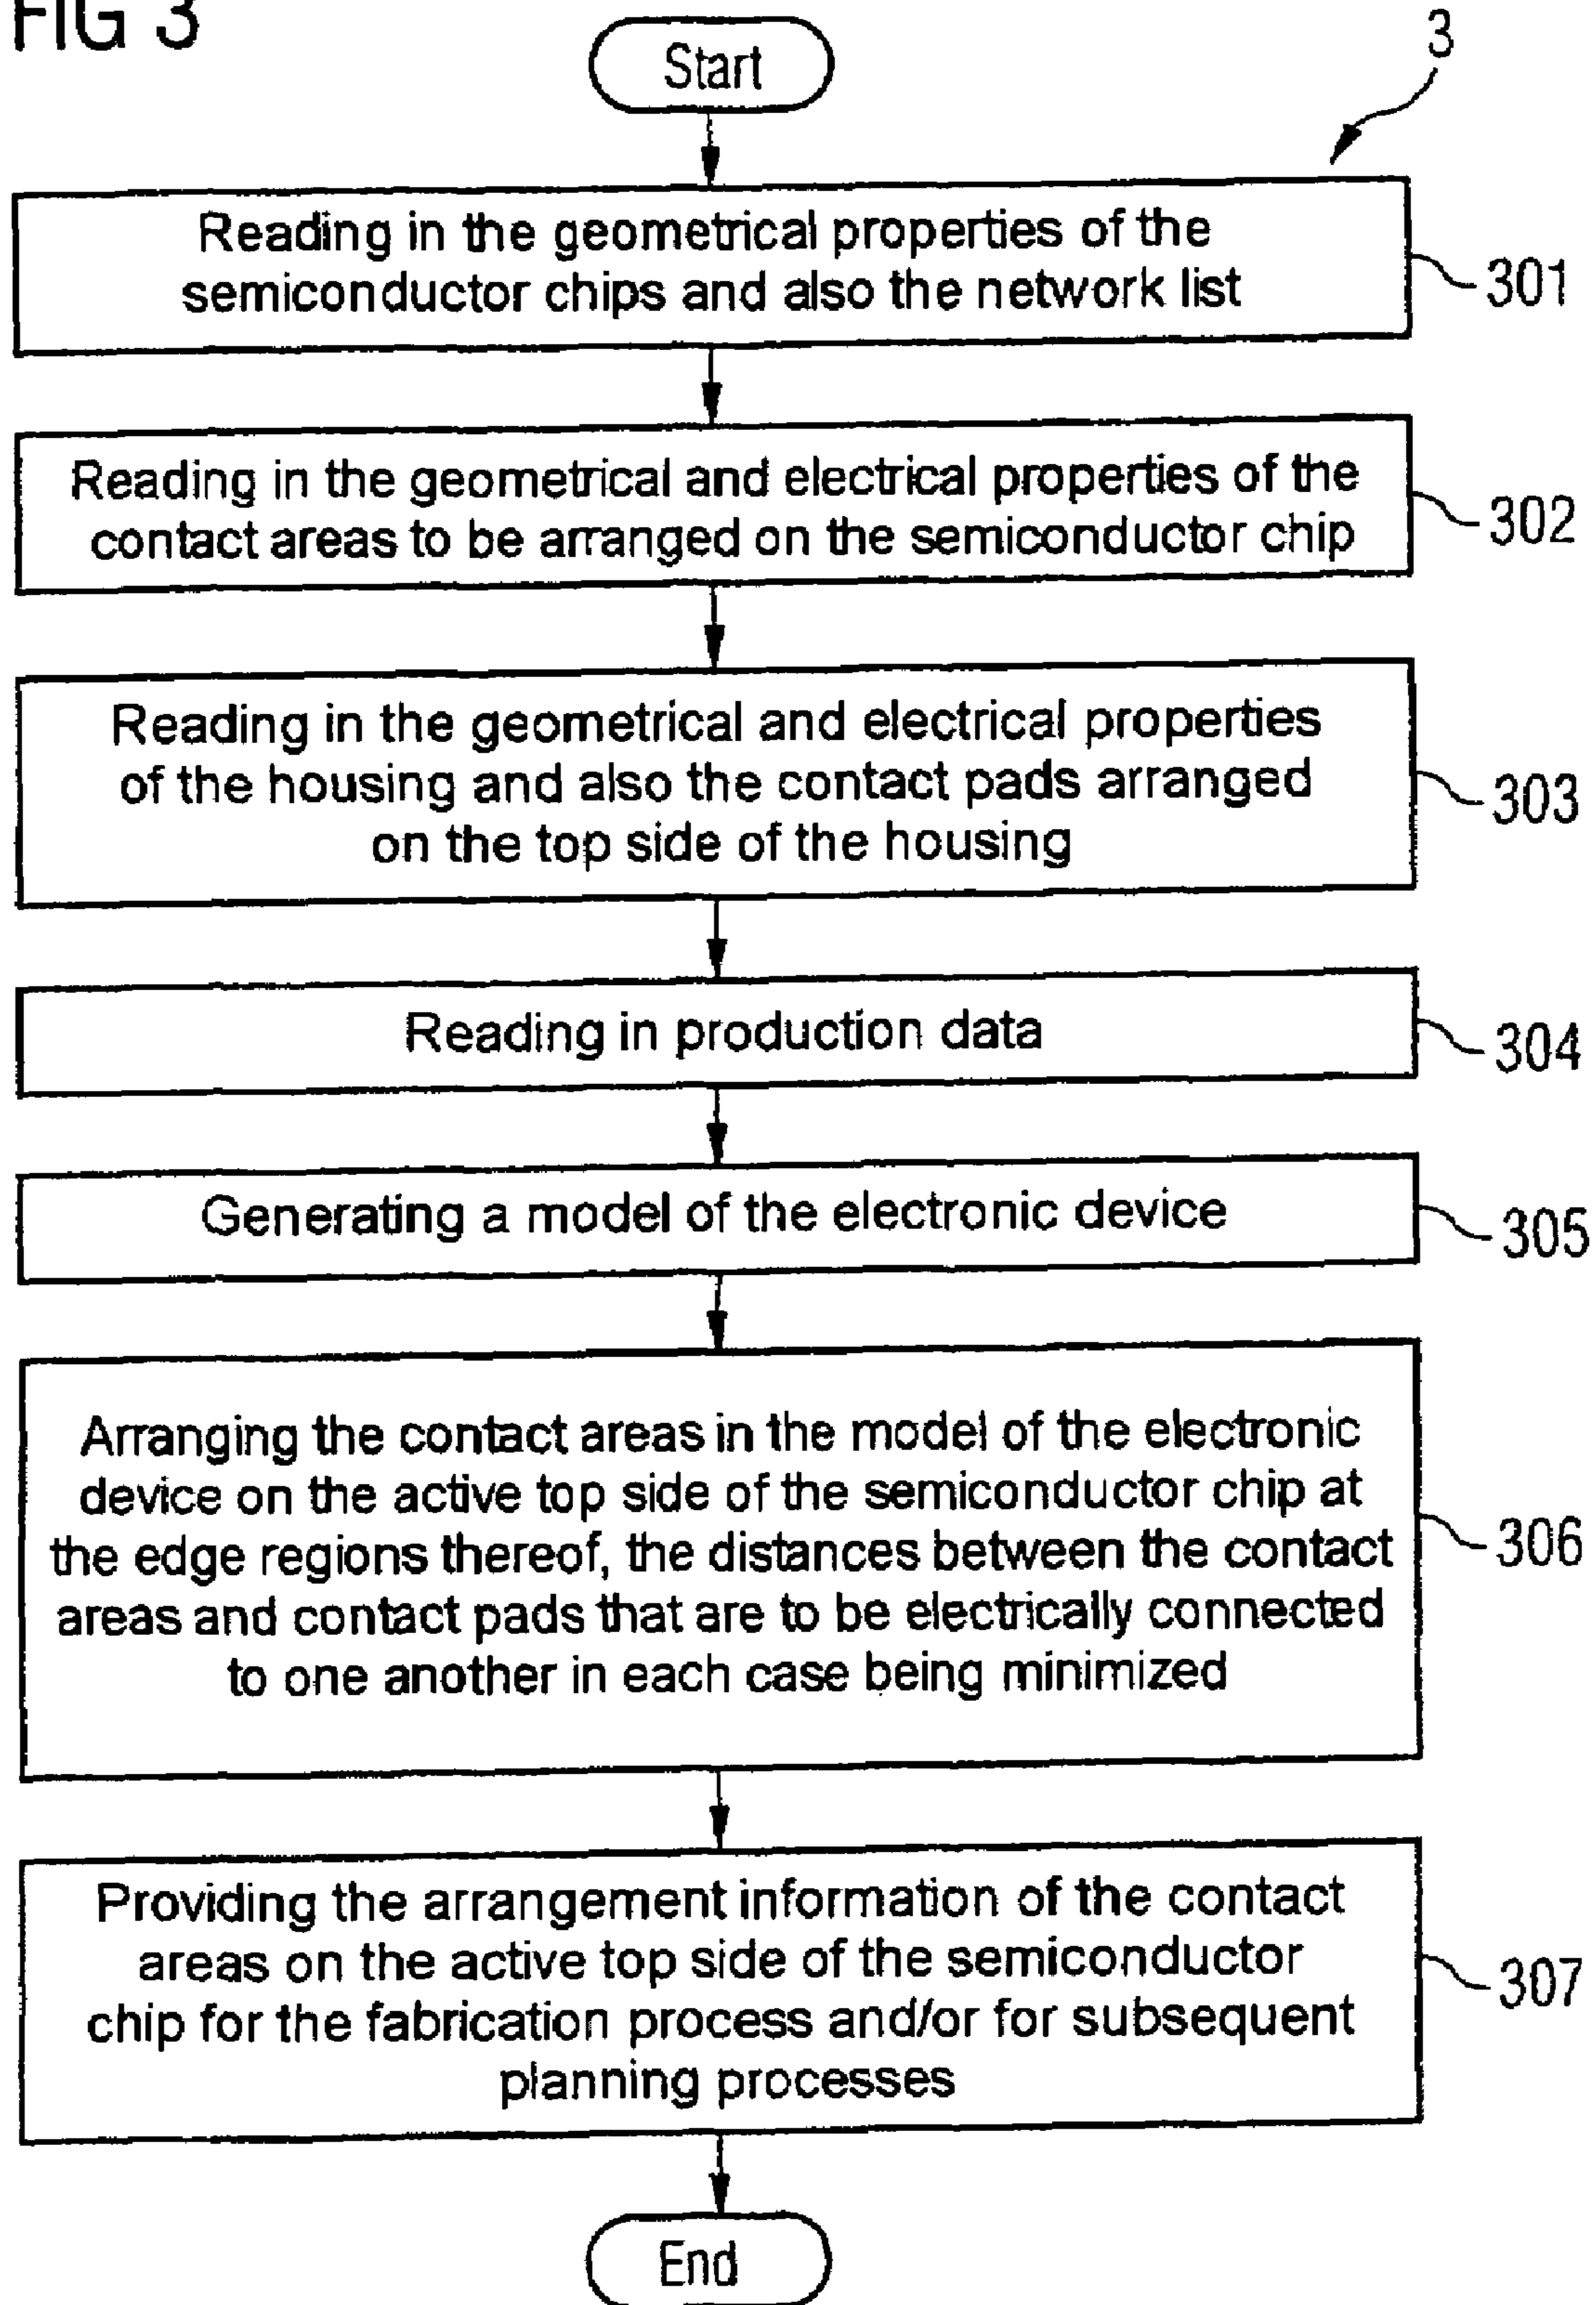 FIG 3
Start
3
Reading in the geometrical properties of the
semiconductor chips and also the network list
301
Reading in the geometrical and electrical properties of the
contact areas to be arranged on the semiconductor chip
302
Reading in the geometrical and electrical properties
of the housing and also the contact pads arranged
on the top side of the housing
303
Reading in production data
304
Generating a model of the electronic device
305
Arranging the contact areas in the model of the electronic
device on the active top side of the semiconductor chip at
the edge regions thereof, the distances between the contact
areas and contact pads that are to be electrically connected
to one another in each case being minimized
306
Providing the arrangement information of the contact
areas on the active top side of the semiconductor
chip for the fabrication process and/or for subsequent
planning processes
307
End